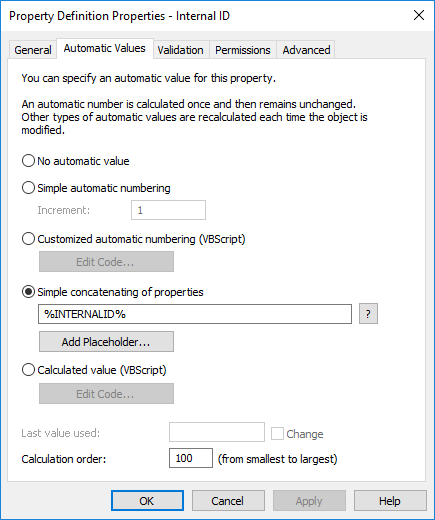 Property Definition Properties - Internal ID
General Automatic Values Validation Permissions Advanced
You can specify an automatic value for this property.
An automatic number is calculated once and then remains unchanged.
Other types of automatic values are recalculated each time the object is
modified.
No automatic value
Simple automatic numbering
Increment: 1
Customized automatic numbering (VBScript)
Edit Code...
Simple concatenating of properties
%INTERNALID% ?
Add Placeholder...
Calculated value (VBScript)
Edit Code...
Last value used: Change
Calculation order: 100 (from smallest to largest)
OK Cancel Apply Help